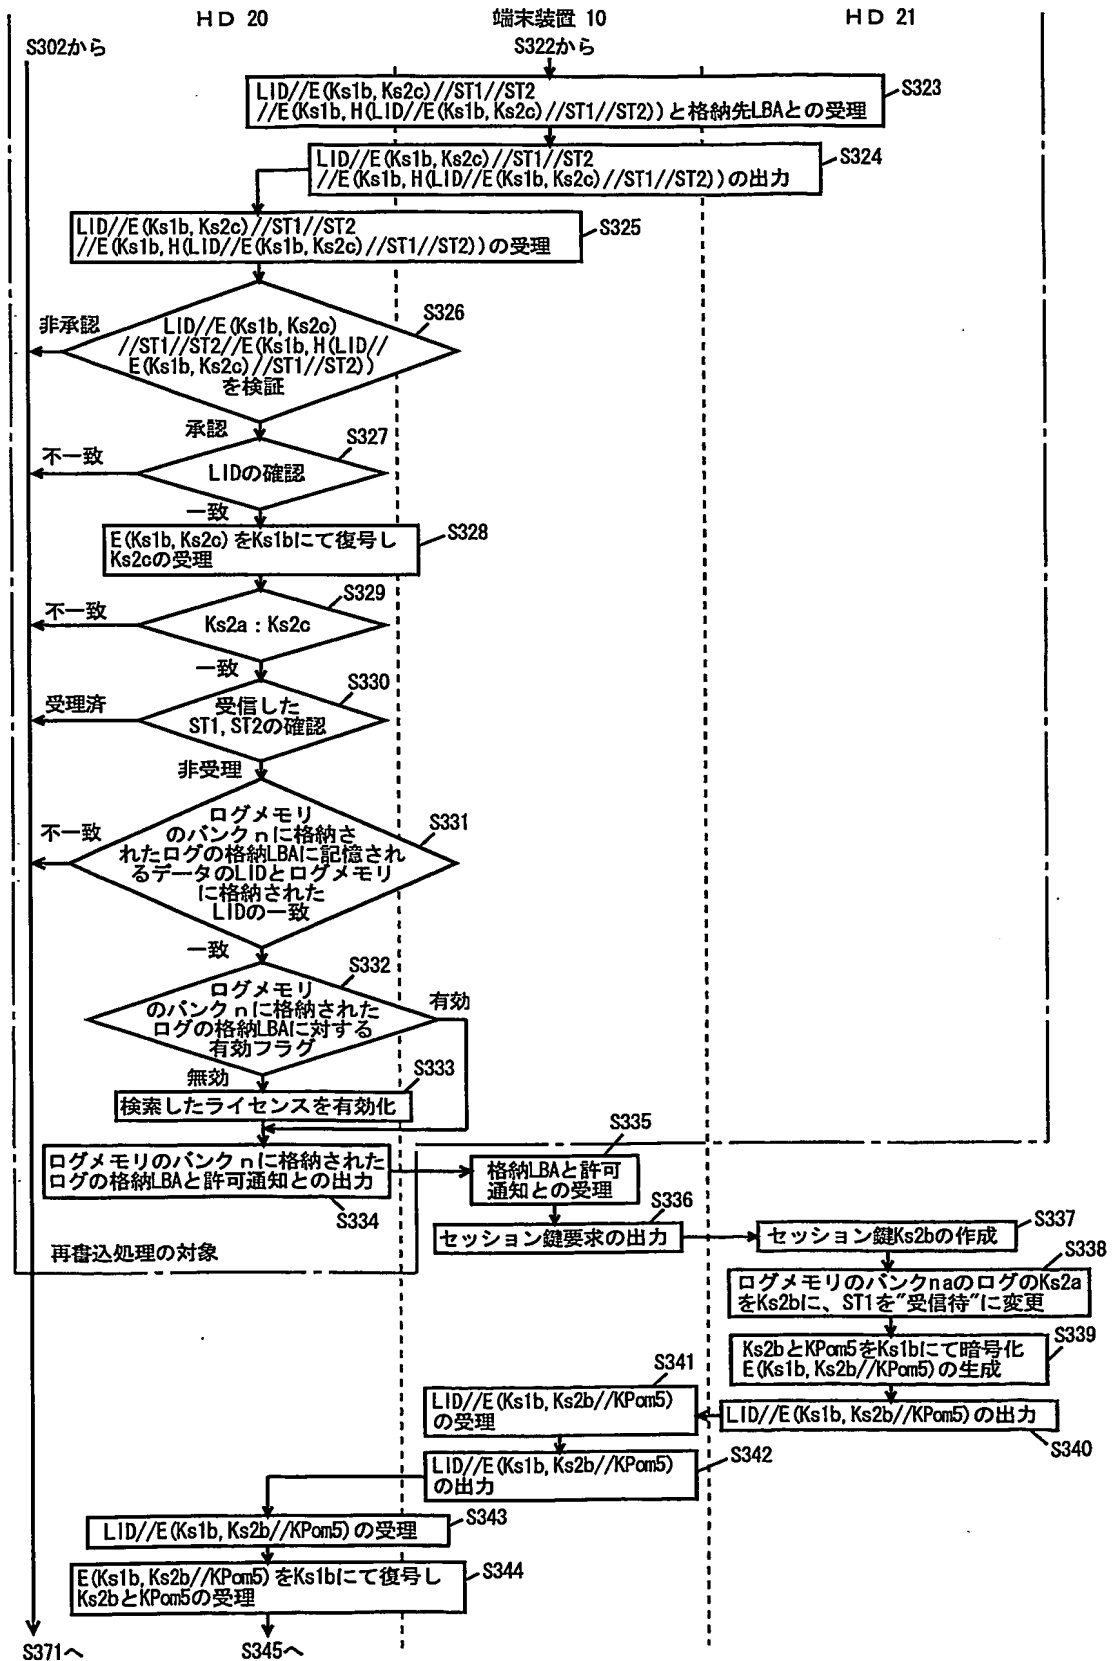 HD 20
端末装置 10
HD 21
S302から
S322から
LID//E(Ks1b, Ks2c)//ST1//ST2
//E(Ks1b, H(LID//E(Ks1b, Ks2c)//ST1//ST2))と格納先LBAとの受理
S323
LID//E(Ks1b, Ks2c)//ST1//ST2
//E(Ks1b, H(LID//E(Ks1b, Ks2c)//ST1//ST2))の出力
S324
LID//E(Ks1b, Ks2c)//ST1//ST2
//E(Ks1b, H(LID//E(Ks1b, Ks2c)//ST1//ST2))の受理
S325
S326
非承認
LID//E(Ks1b, Ks2c)
//ST1//ST2//E(Ks1b, H(LID//
E(Ks1b, Ks2c)//ST1//ST2))
を検証
承認
S327
不一致
LIDの確認
一致
E(Ks1b, Ks2c)をKs1bにて復号し
Ks2cの受理
S328
S329
不一致
Ks2a : Ks2c
一致
S330
受理済
受信した
ST1, ST2の確認
非受理
S331
不一致
ログメモリ
のバンクnに格納さ
れたログの格納LBAに記憶され
るデータのLIDとログメモリ
に格納された
LIDの一致
一致
S332
ログメモリ
のバンクnに格納された
ログの格納LBAに対する
有効フラグ
有効
無効
S333
検索したライセンスを有効化
ログメモリのバンクnに格納された
ログの格納LBAと許可通知との出力
S334
S335
格納LBAと許可
通知との受理
S336
セッション鍵要求の出力
S337
セッション鍵Ks2bの作成
再書込処理の対象
S338
ログメモリのバンクnaのログのKs2a
をKs2bに、ST1を"受信待"に変更
S339
Ks2bとKPom5をKs1bにて暗号化
E(Ks1b, Ks2b//KPom5)の生成
S341
LID//E(Ks1b, Ks2b//KPom5)
の受理
LID//E(Ks1b, Ks2b//KPom5)の出力
S340
LID//E(Ks1b, Ks2b//KPom5)
の出力
S342
LID//E(Ks1b, Ks2b//KPom5)の受理
S343
E(Ks1b, Ks2b//KPom5)をKs1bにて復号し
Ks2bとKPom5の受理
S344
S371へ
S345へ